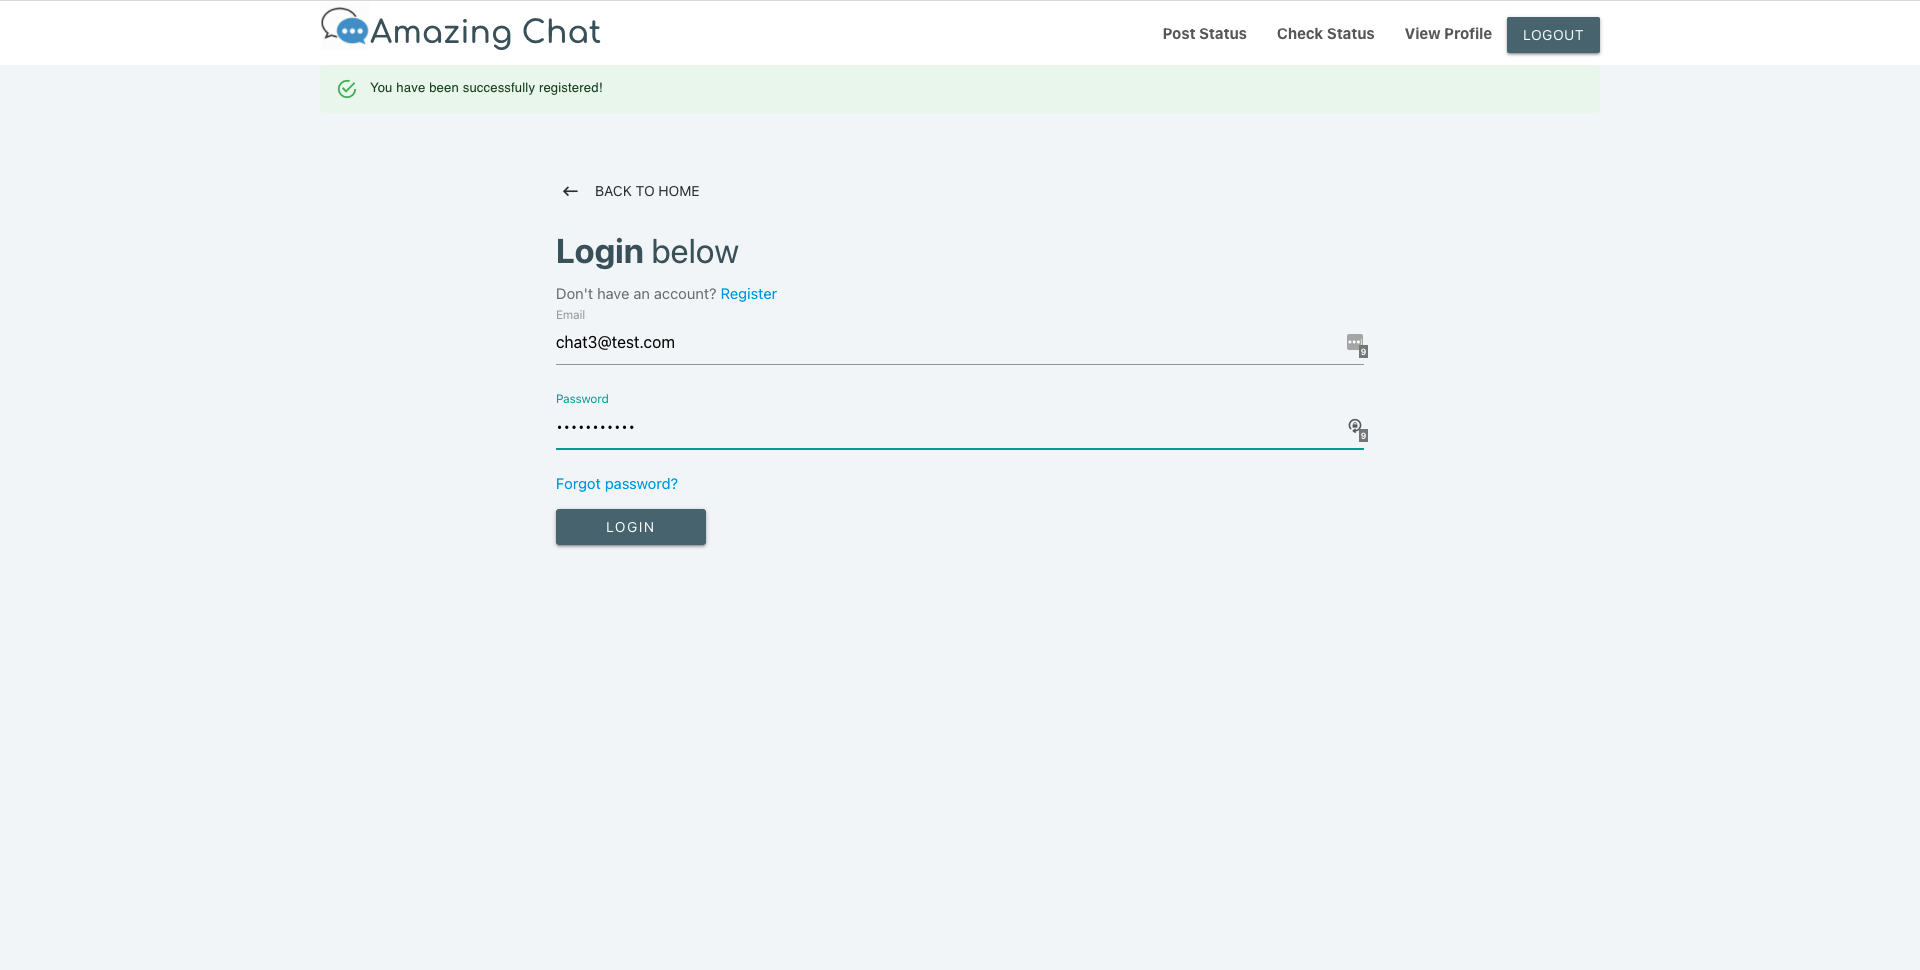 Amazing Chat
Post Status
Check Status
View Profile
LOGOUT
You have been successfully registered!
BACK TO HOME
Login below
Don't have an account? Register
Email
chat3@test.com
9
Password
•••••••••••
9
Forgot password?
LOGIN